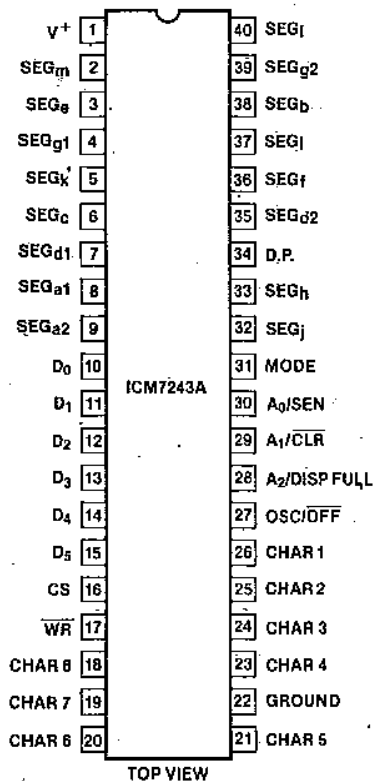 V⁺ 1 40 SEGl
SEGm 2 39 SEGg2
SEGe 3 38 SEGb
SEGg1 4 37 SEGl
SEGk 5 36 SEGf
SEGc 6 35 SEGd2
SEGd1 7 34 D.P.
SEGa1 8 33 SEGh
SEGa2 9 32 SEGj
D₀ 10 31 MODE
ICM7243A
D₁ 11 30 A₀/SEN
D₂ 12 29 A₁/C̅L̅R̅
D₃ 13 28 A₂/DISP FULL
D₄ 14 27 OSC/O̅F̅F̅
D₅ 15 26 CHAR 1
CS 16 25 CHAR 2
W̅R̅ 17 24 CHAR 3
CHAR 8 18 23 CHAR 4
CHAR 7 19 22 GROUND
CHAR 6 20 21 CHAR 5
TOP VIEW